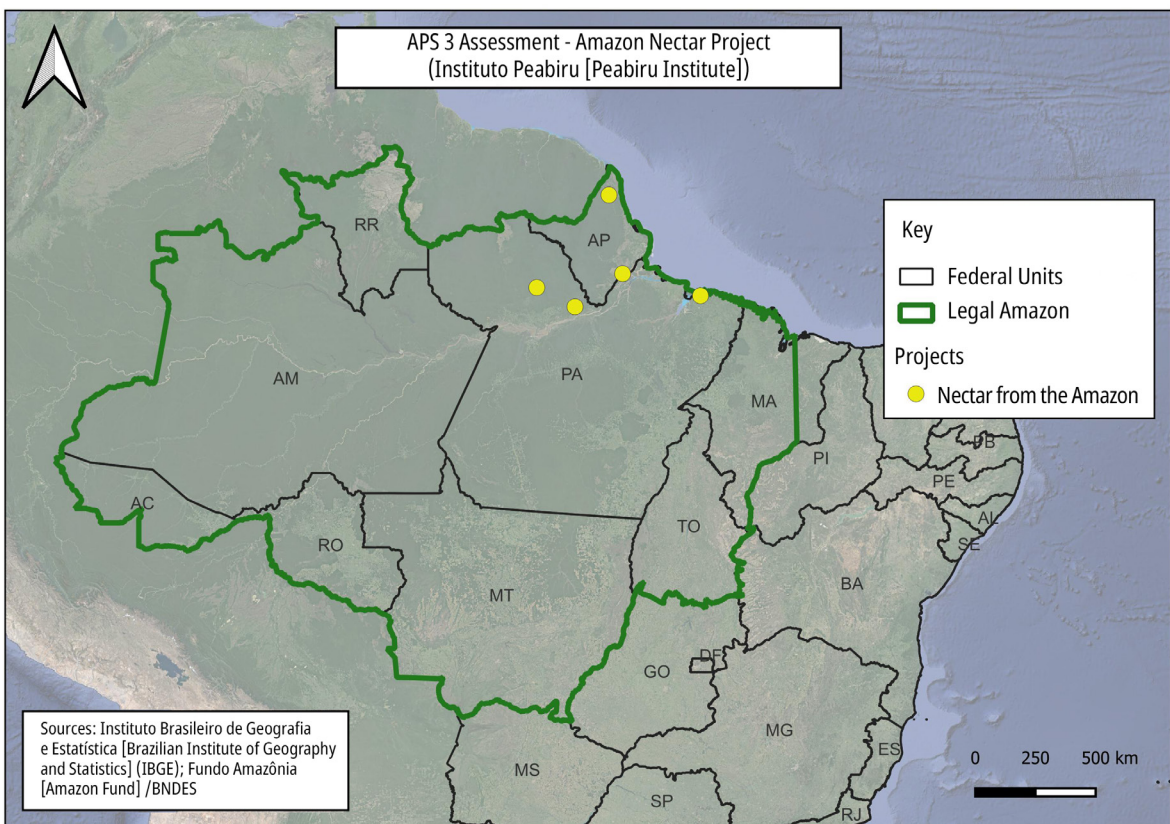 APS 3 Assessment - Amazon Nectar Project
(Instituto Peabiru [Peabiru Institute])
RR
AP
Key
Federal Units
Legal Amazon
Projects
Nectar from the Amazon
AM
PA
MA
PB
PI
PE
AC
AL
TO
RO
SE
BA
MT
DF
GO
MG
ES
MS
SP
RJ
Sources: Instituto Brasileiro de Geografia
e Estatística [Brazilian Institute of Geography
and Statistics] (IBGE); Fundo Amazônia
[Amazon Fund] /BNDES
0 250 500 km